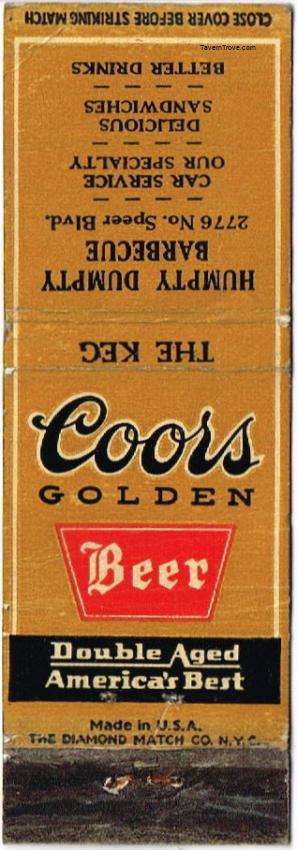 CLOSE COVER BEFORE STRIKING MATCH
TavernTrove.com
HUMPTY DUMPTY
BARBECUE
2776 No. Speer Blvd.
CAR SERVICE
OUR SPECIALTY
DELICIOUS
SANDWICHES
BETTER DRINKS
THE KEG
Coors
GOLDEN
Beer
Double Aged
America's Best
Made in U.S.A.
THE DIAMOND MATCH CO. N.Y.C.